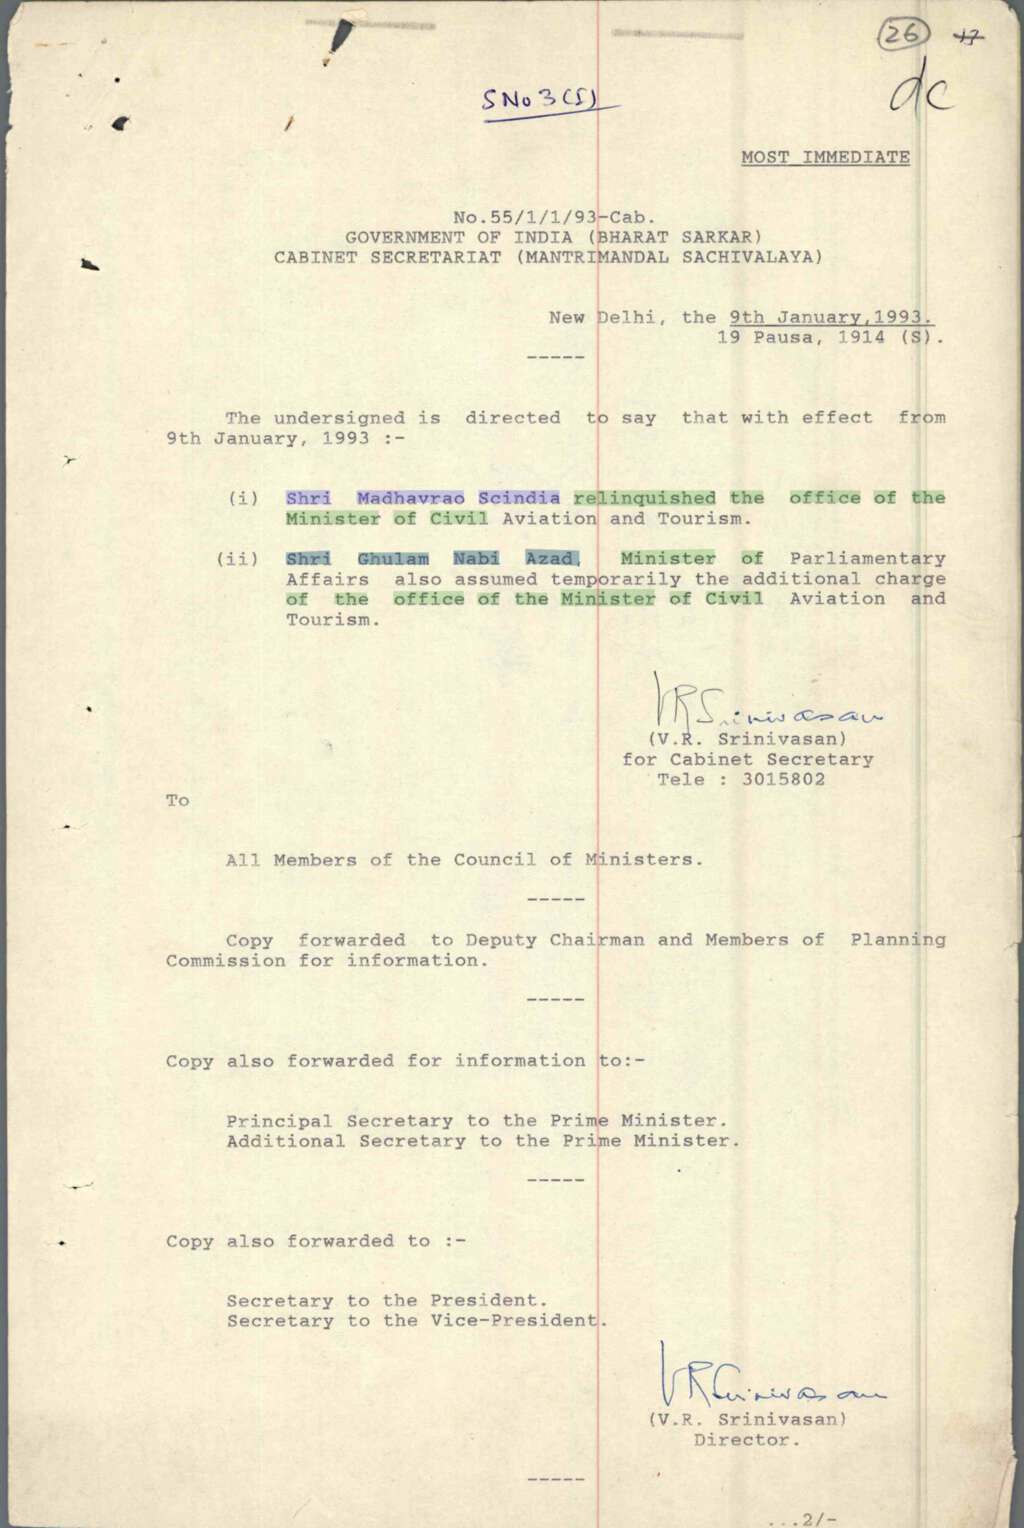 26 17
dc
S No 3(I)
MOST IMMEDIATE
No.55/1/1/93-Cab.
GOVERNMENT OF INDIA (BHARAT SARKAR)
CABINET SECRETARIAT (MANTRIMANDAL SACHIVALAYA)
New Delhi, the 9th January,1993.
19 Pausa, 1914 (S).
-----
The undersigned is directed to say that with effect from
9th January, 1993 :-
(i) Shri Madhavrao Scindia relinquished the office of the
Minister of Civil Aviation and Tourism.
(ii) Shri Ghulam Nabi Azad, Minister of Parliamentary
Affairs also assumed temporarily the additional charge
of the office of the Minister of Civil Aviation and
Tourism.
VRSrinivasan
(V.R. Srinivasan)
for Cabinet Secretary
Tele : 3015802
To
All Members of the Council of Ministers.
-----
Copy forwarded to Deputy Chairman and Members of Planning
Commission for information.
-----
Copy also forwarded for information to:-
Principal Secretary to the Prime Minister.
Additional Secretary to the Prime Minister.
-----
Copy also forwarded to :-
Secretary to the President.
Secretary to the Vice-President.
VRSrinivasan
(V.R. Srinivasan)
Director.
-----
...2/-